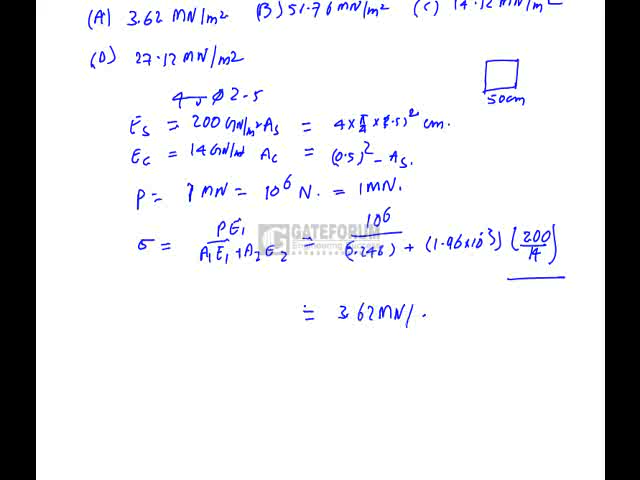 (A) 3.62 MN/m² (B) 51.76 MN/m² (C) 14.12 MN/m²
(D) 27.12 MN/m²
4 ϕ 2.5
50cm
Es = 200 GN/m² As = 4 × π/4 × (2.5)² cm.
Ec = 14 GN/m² Ac = (0.5)² - As.
P = 1 MN = 10⁶ N. = 1MN.
σ = PE₁ / A₁E₁ + A₂E₂ = 10⁶ / (0.248) + (1.96×10⁻³) (200/14)
GATEFORUM
= 3.62 MN/.